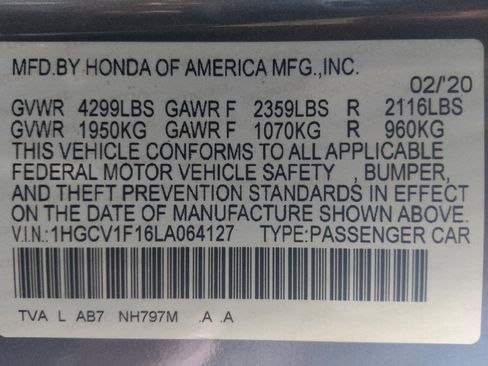 MFD.BY HONDA OF AMERICA MFG.,INC.
02/'20
GVWR 4299LBS GAWR F 2359LBS R 2116LBS
GVWR 1950KG GAWR F 1070KG R 960KG
THIS VEHICLE CONFORMS TO ALL APPLICABLE
FEDERAL MOTOR VEHICLE SAFETY , BUMPER,
AND THEFT PREVENTION STANDARDS IN EFFECT
ON THE DATE OF MANUFACTURE SHOWN ABOVE.
V.I.N.:1HGCV1F16LA064127 TYPE:PASSENGER CAR
TVA L AB7 NH797M .A .A